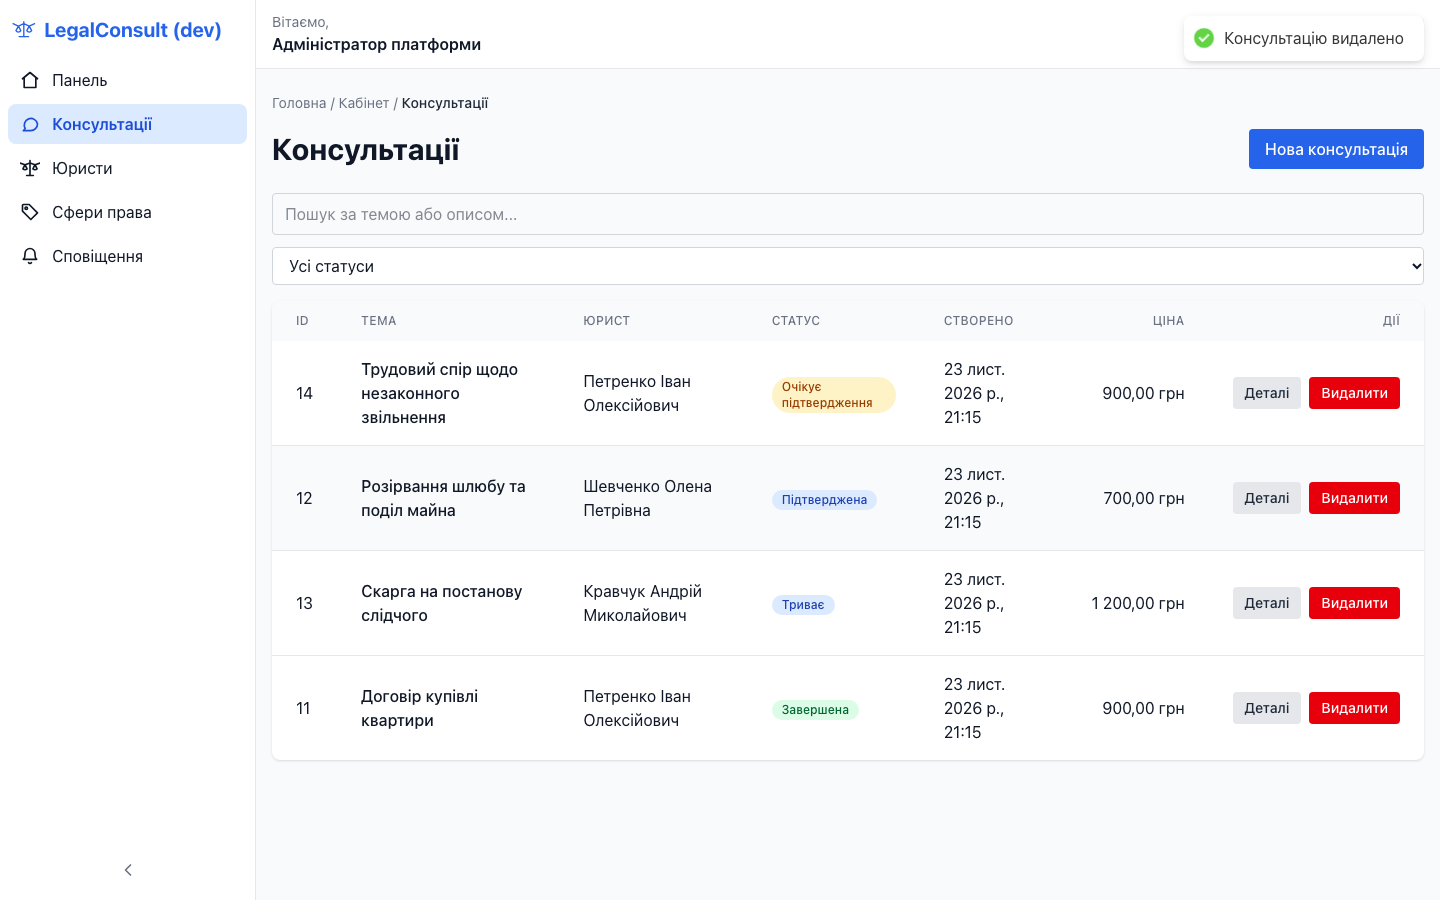 LegalConsult (dev)
Панель
Консультації
Юристи
Сфери права
Сповіщення
Вітаємо,
Адміністратор платформи
Консультацію видалено
Головна / Кабінет / Консультації
Консультації
Нова консультація
Пошук за темою або описом...
Усі статуси
ID ТЕМА ЮРИСТ СТАТУС СТВОРЕНО ЦІНА ДІЇ
14
Трудовий спір щодо
незаконного
звільнення
Петренко Іван
Олексійович
Очікує
підтвердження
23 лист.
2026 р.,
21:15
900,00 грн
Деталі
Видалити
12
Розірвання шлюбу та
поділ майна
Шевченко Олена
Петрівна
Підтверджена
23 лист.
2026 р.,
21:15
700,00 грн
Деталі
Видалити
13
Скарга на постанову
слідчого
Кравчук Андрій
Миколайович
Триває
23 лист.
2026 р.,
21:15
1 200,00 грн
Деталі
Видалити
11
Договір купівлі
квартири
Петренко Іван
Олексійович
Завершена
23 лист.
2026 р.,
21:15
900,00 грн
Деталі
Видалити